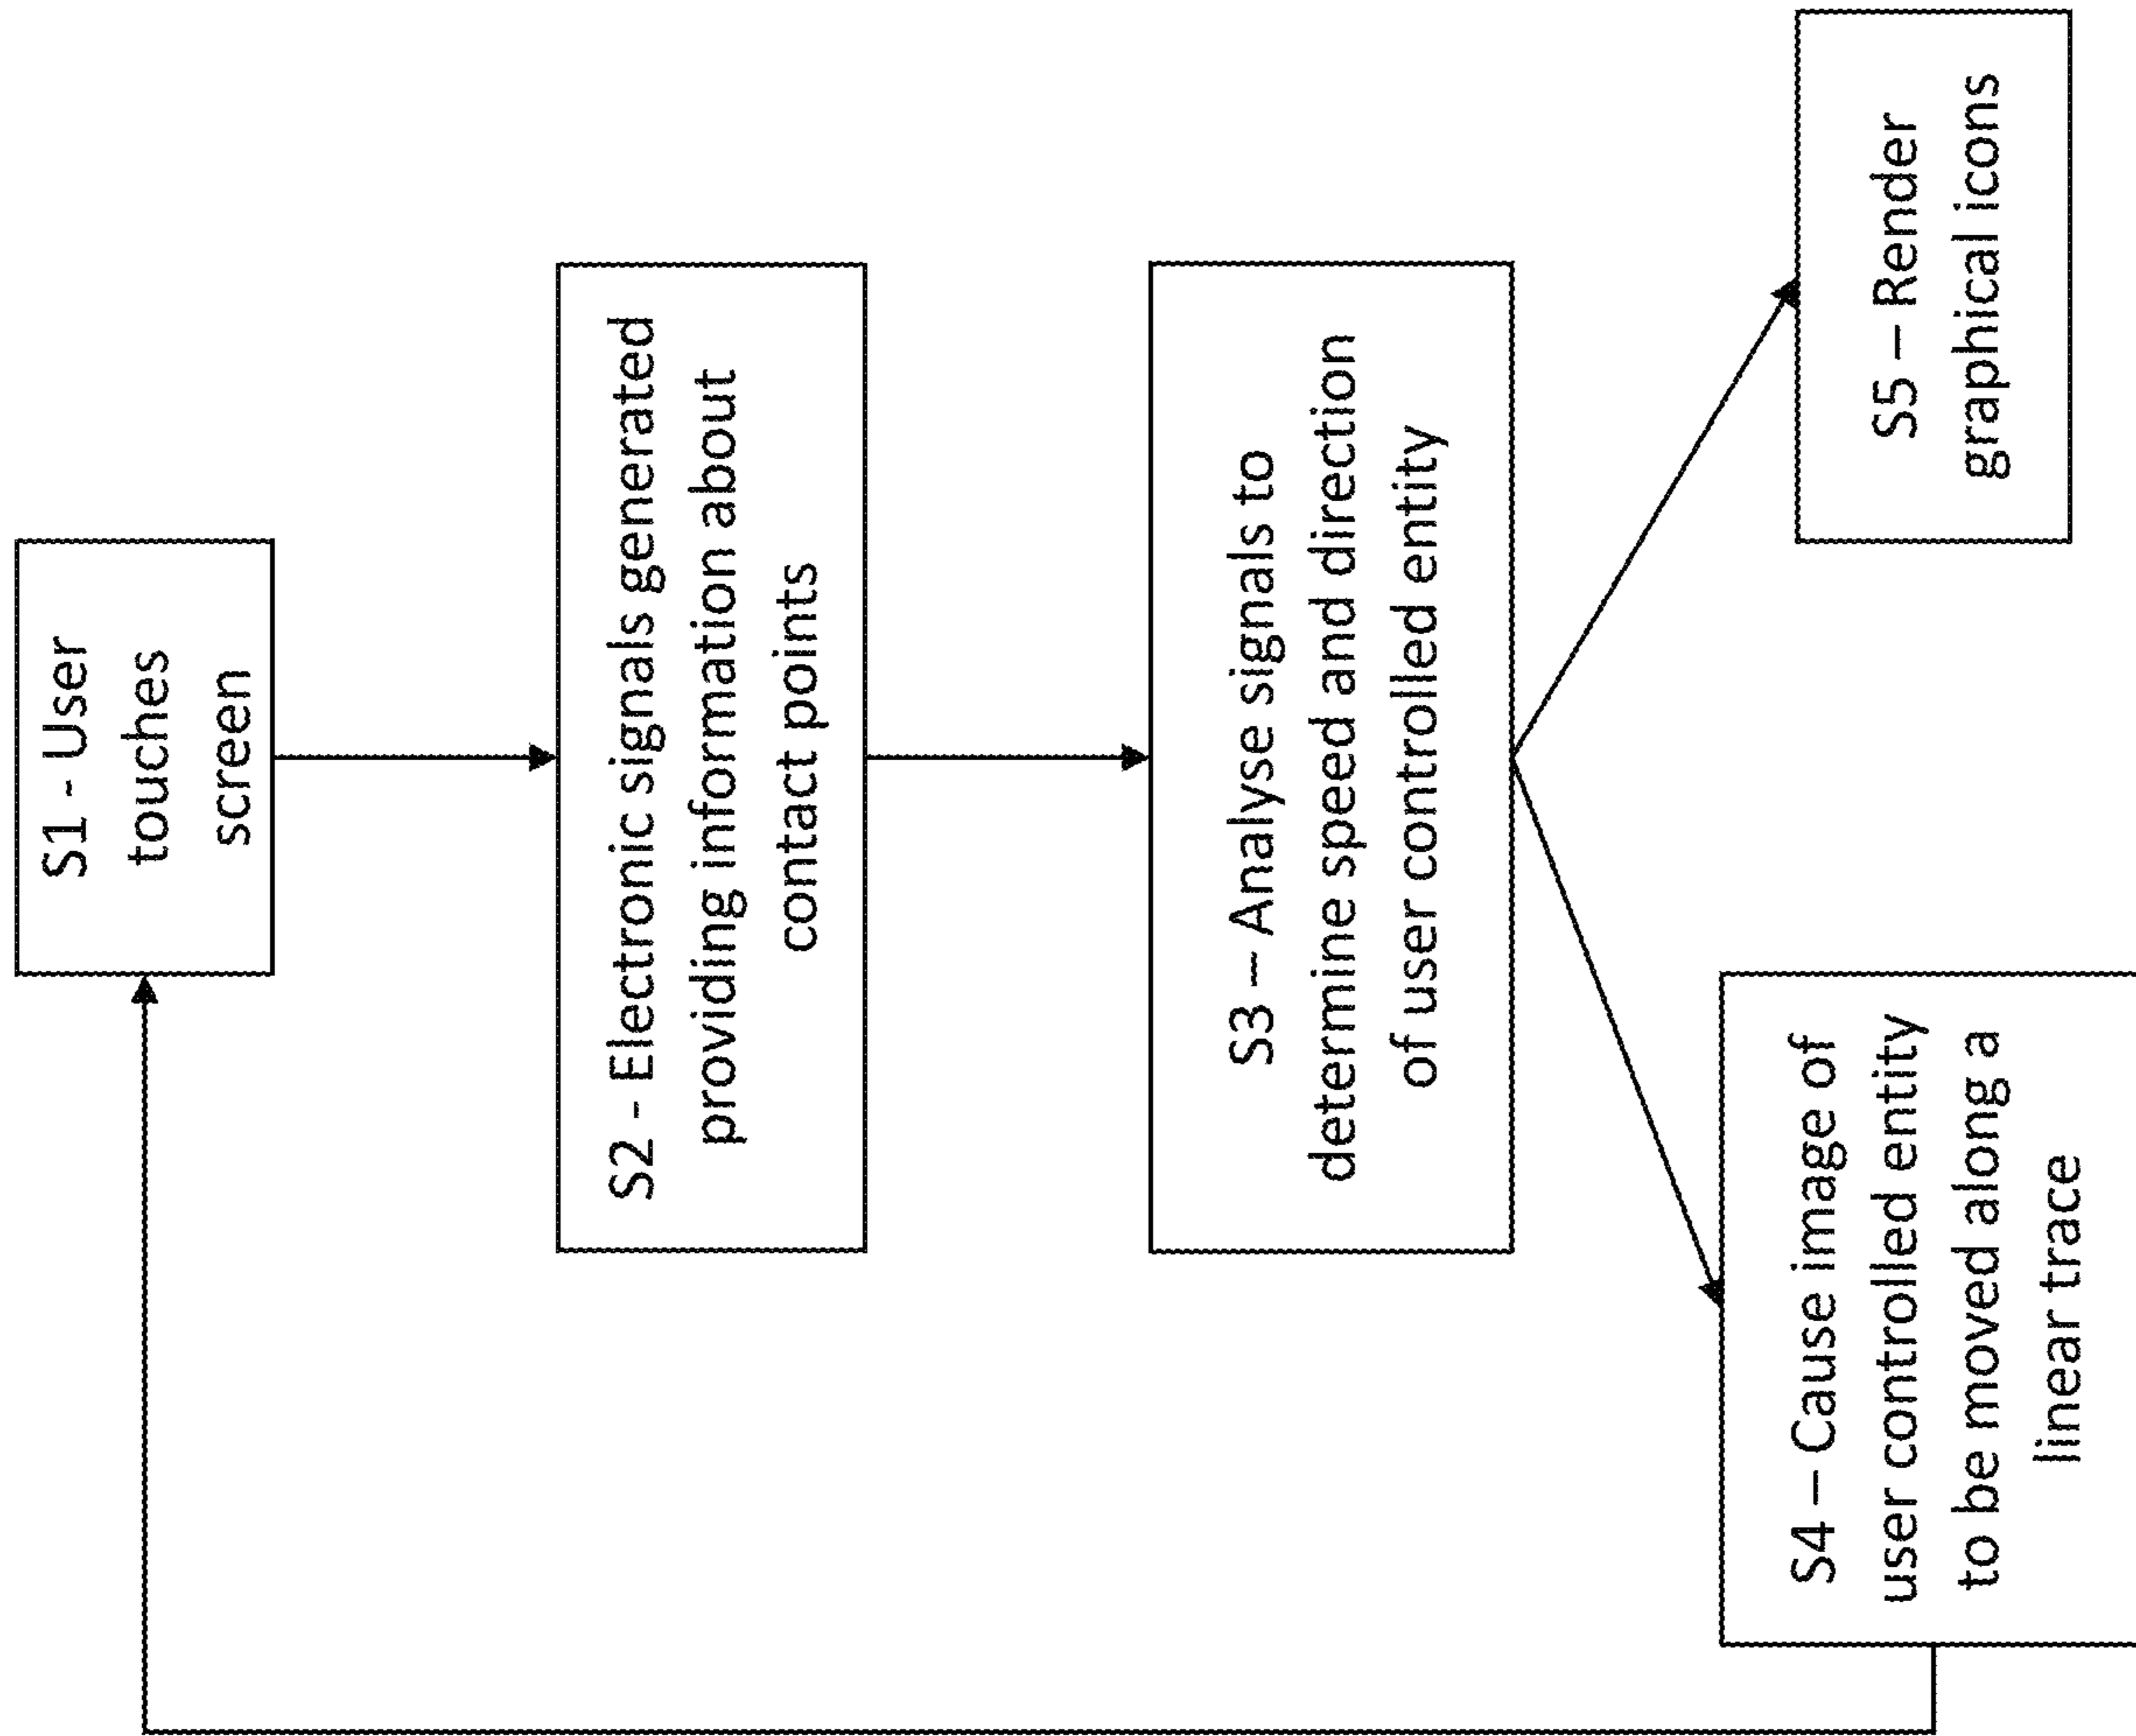 S1 - User
touches
screen
S2 - Electronic signals generated
providing information about
contact points
S3 – Analyse signals to
determine speed and direction
of user controlled entity
S4 – Cause image of
user controlled entity
to be moved along a
linear trace
S5 – Render
graphical icons